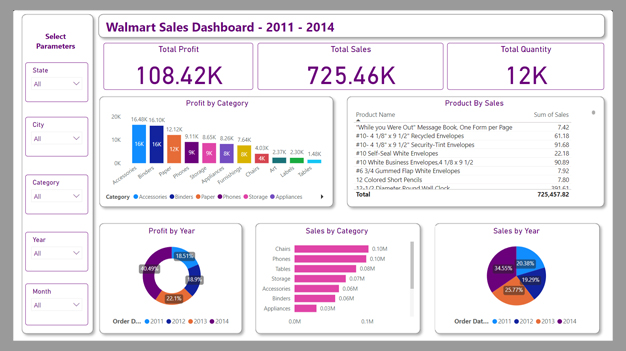 Select
Parameters
State
All
City
All
Category
All
Year
All
Month
All
Walmart Sales Dashboard - 2011 - 2014
Total Profit
108.42K
Total Sales
725.46K
Total Quantity
12K
Profit by Category
20K
10K
0K
16.48K
16.10K
12.12K
9.11K
8.65K
8.26K
7.64K
4.03K
2.37K
2.30K
1.40K
16K
16K
12K
9K
9K
8K
8K
4K
Accessories
Binders
Paper
Phones
Storage
Appliances
Furnishings
Chairs
Art
Labels
Tables
Category Accessories Binders Paper Phones Storage Appliances
Product By Sales
Product Name Sum of Sales
"While you Were Out" Message Book, One Form per Page 7.42
#10- 4 1/8" x 9 1/2" Recycled Envelopes 61.18
#10- 4 1/8" x 9 1/2" Security-Tint Envelopes 91.68
#10 Self-Seal White Envelopes 22.18
#10 White Business Envelopes,4 1/8 x 9 1/2 90.89
#6 3/4 Gummed Flap White Envelopes 7.92
12 Colored Short Pencils 7.80
12-1/2 Diameter Round Wall Clock 391.61
Total 725,457.82
Profit by Year
18.51%
18.9%
22.1%
40.49%
Order D... 2011 2012 2013 2014
Sales by Category
Chairs 0.10M
Phones 0.10M
Tables 0.08M
Storage 0.07M
Accessories 0.06M
Binders 0.06M
Appliances 0.03M
0.0M 0.1M
Sales by Year
20.38%
19.29%
25.77%
34.55%
Order Dat... 2011 2012 2013 2014